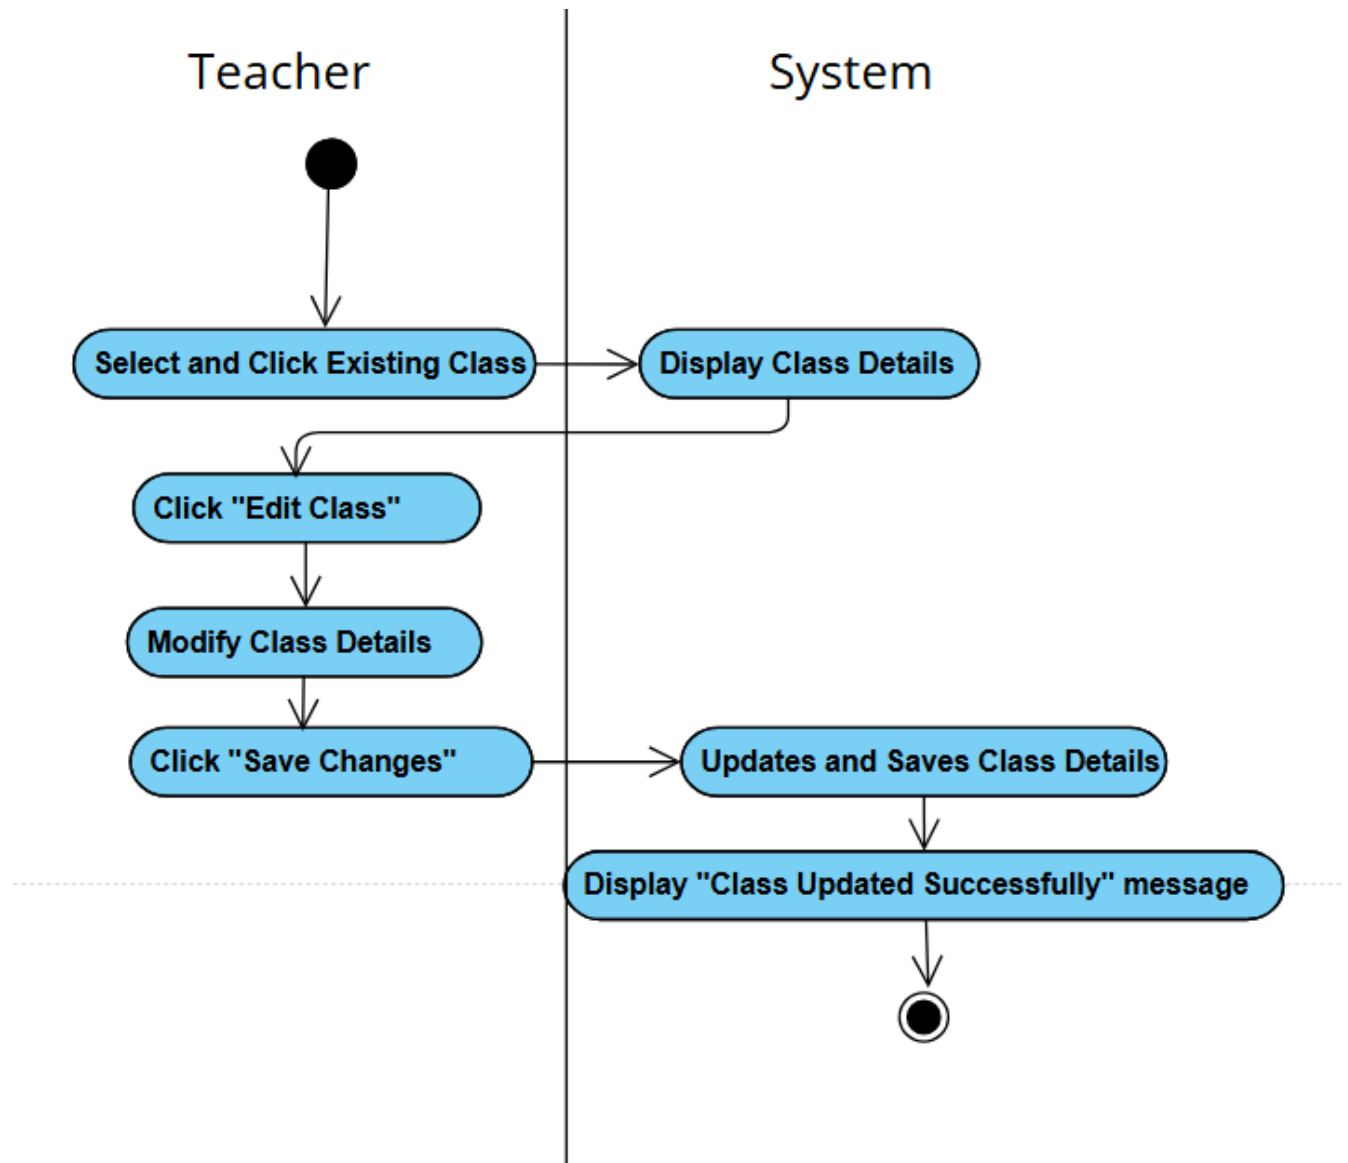 Teacher
System
Select and Click Existing Class
Display Class Details
Click "Edit Class"
Modify Class Details
Click "Save Changes"
Updates and Saves Class Details
Display "Class Updated Successfully" message